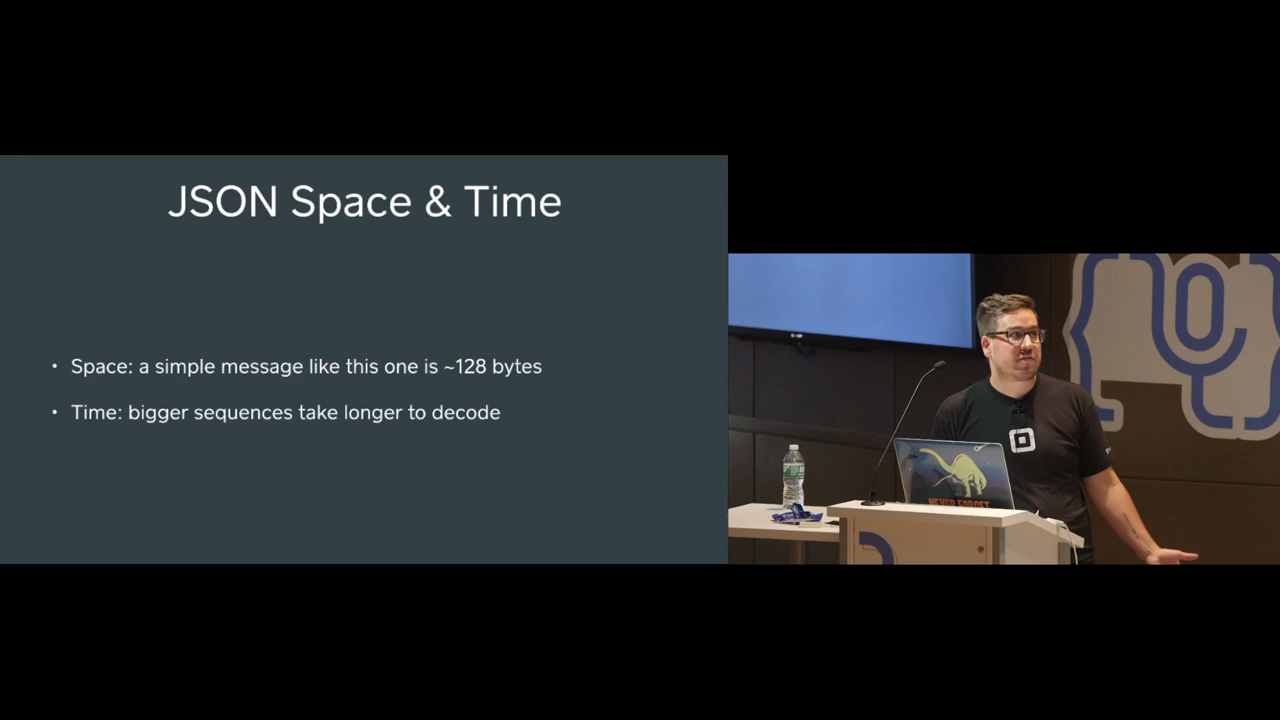 JSON Space & Time
• Space: a simple message like this one is ~128 bytes
• Time: bigger sequences take longer to decode
NEVER FORGET